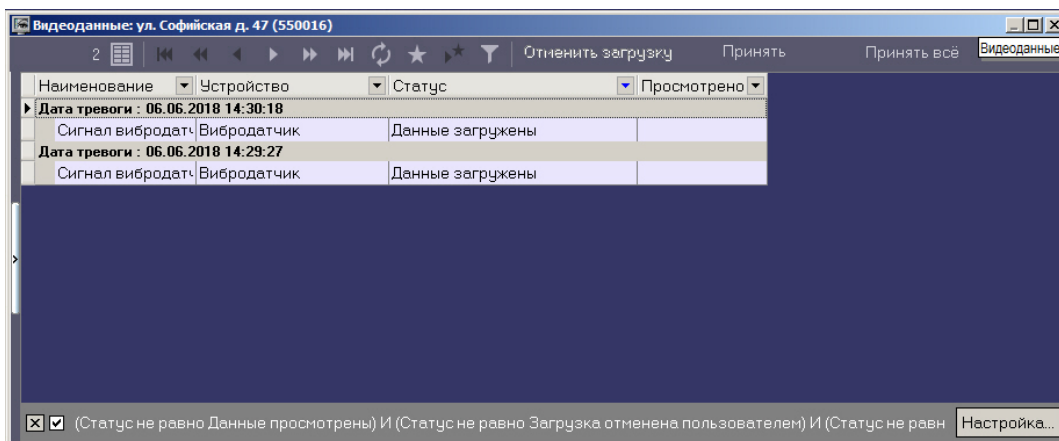 Видеоданные: ул. Софийская д. 47 (550016)
2 Отменить загрузку Принять Принять всё Видеоданные
Наименование Устройство Статус Просмотрено
Дата тревоги : 06.06.2018 14:30:18
Сигнал вибродатч Вибродатчик Данные загружены
Дата тревоги : 06.06.2018 14:29:27
Сигнал вибродатч Вибродатчик Данные загружены
(Статус не равно Данные просмотрены) И (Статус не равно Загрузка отменена пользователем) И (Статус не равн Настройка...